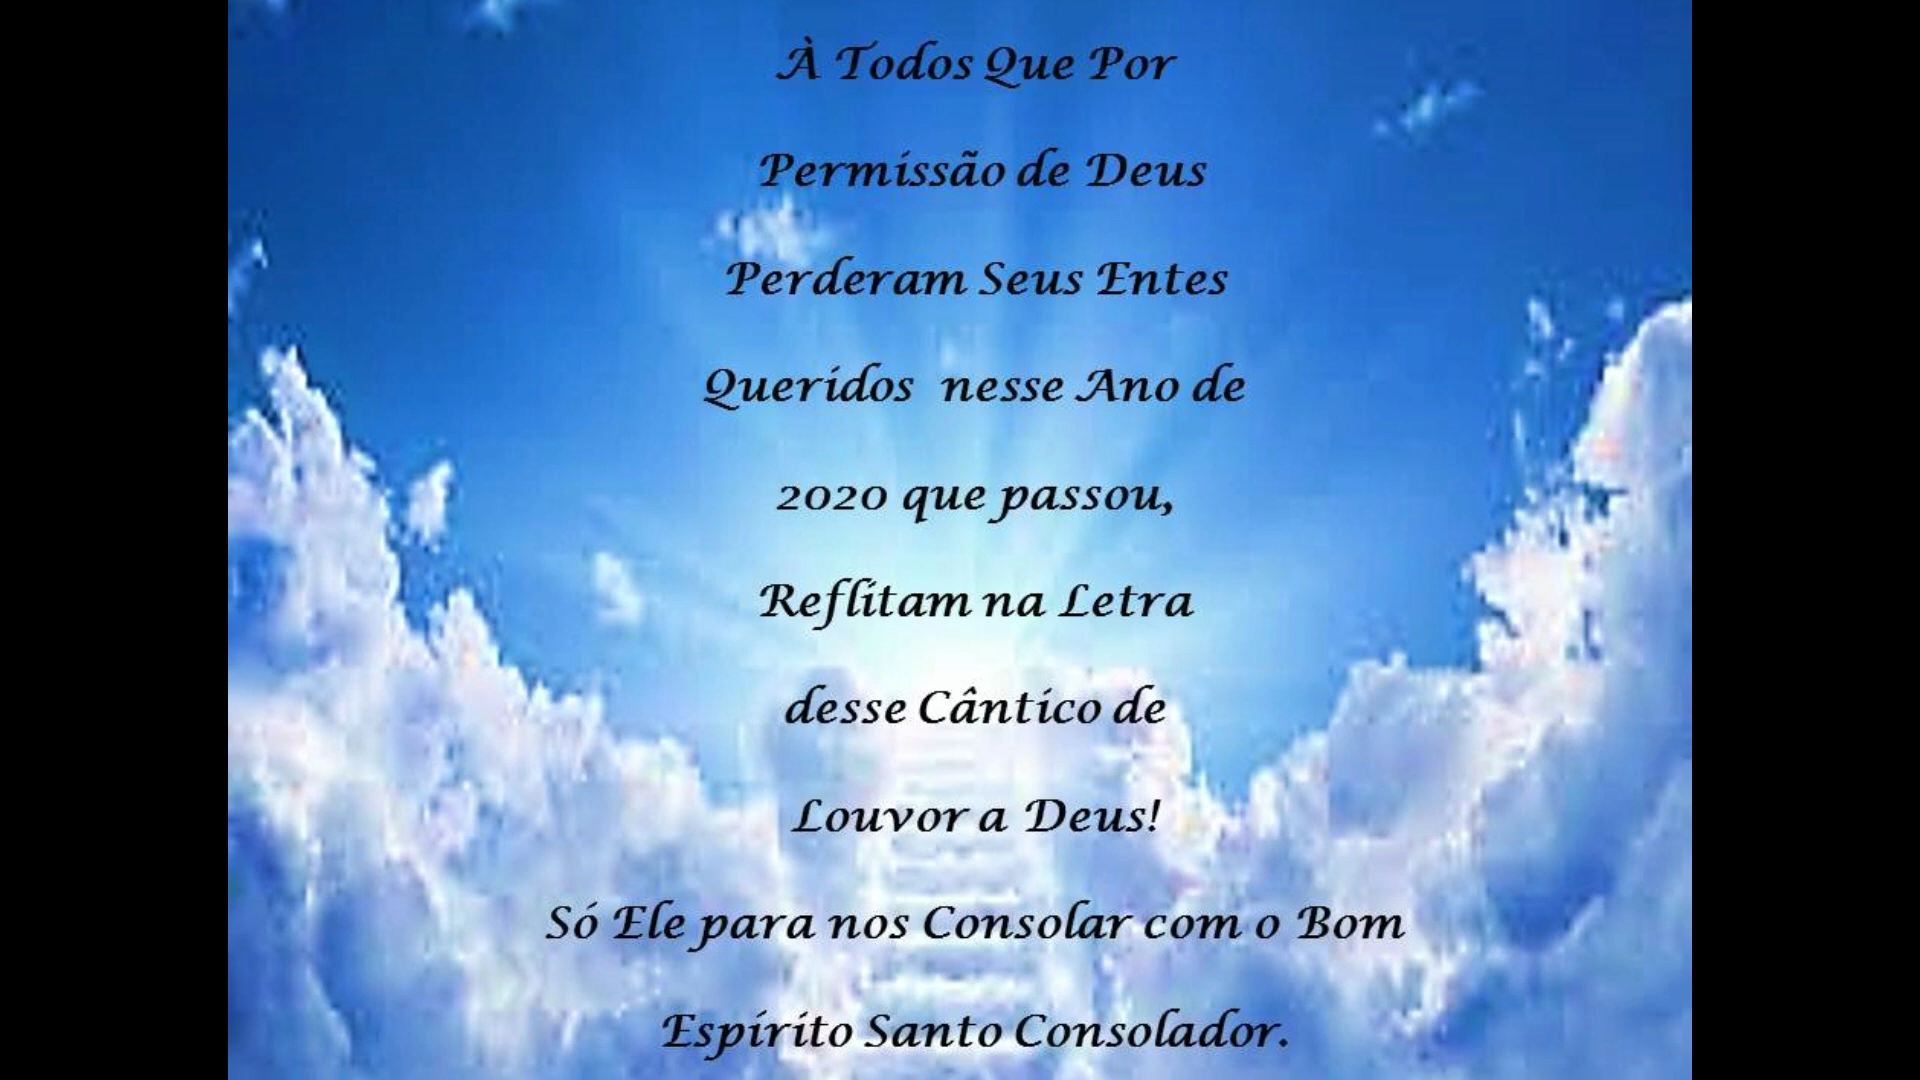 À Todos Que Por
Permissão de Deus
Perderam Seus Entes
Queridos nesse Ano de
2020 que passou,
Reflitam na Letra
desse Cântico de
Louvor a Deus!
Só Ele para nos Consolar com o Bom
Espírito Santo Consolador.